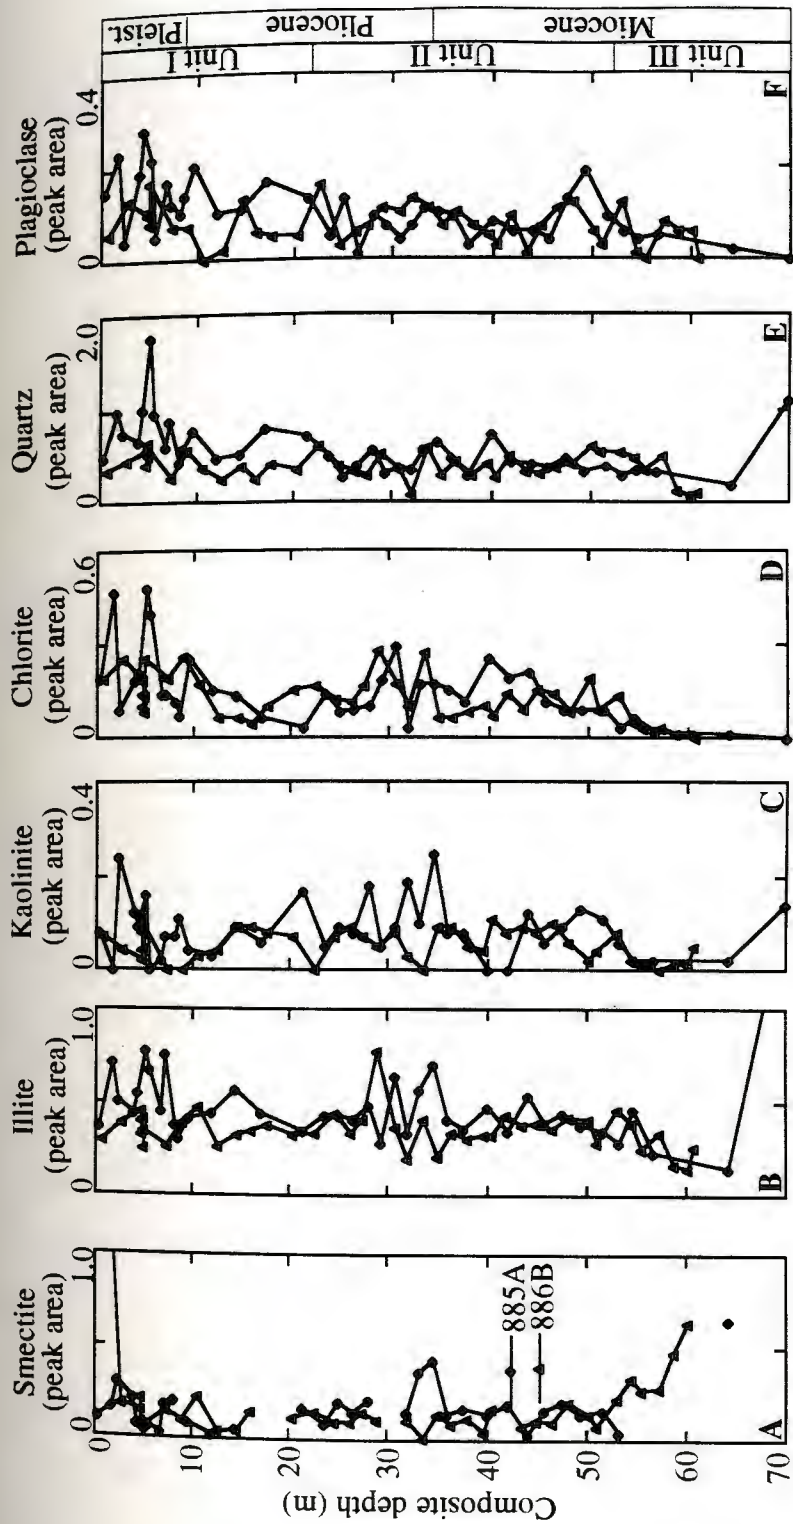 Smectite
(peak area)
0
1.0
A
885A
886B
Illite
(peak area)
0
1.0
B
Kaolinite
(peak area)
0
0.4
C
Chlorite
(peak area)
0
0.6
D
Quartz
(peak area)
0
2.0
E
Plagioclase
(peak area)
0
0.4
F
Unit I
Unit II
Unit III
Pleist.
Pliocene
Miocene
0
10
20
30
40
50
60
70
Composite depth (m)